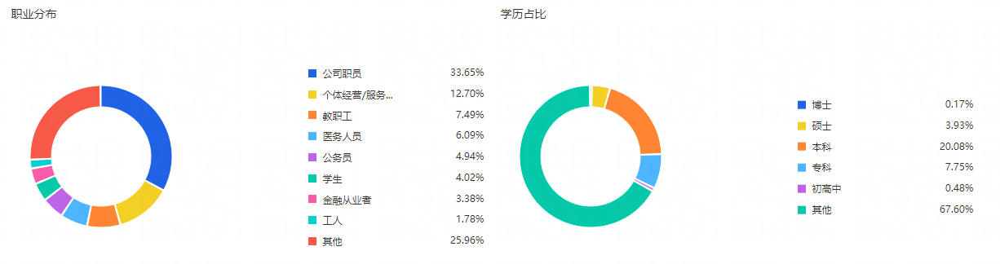 职业分布
公司职员 33.65%
个体经营/服务... 12.70%
教职工 7.49%
医务人员 6.09%
公务员 4.94%
学生 4.02%
金融从业者 3.38%
工人 1.78%
其他 25.96%
学历占比
博士 0.17%
硕士 3.93%
本科 20.08%
专科 7.75%
初高中 0.48%
其他 67.60%